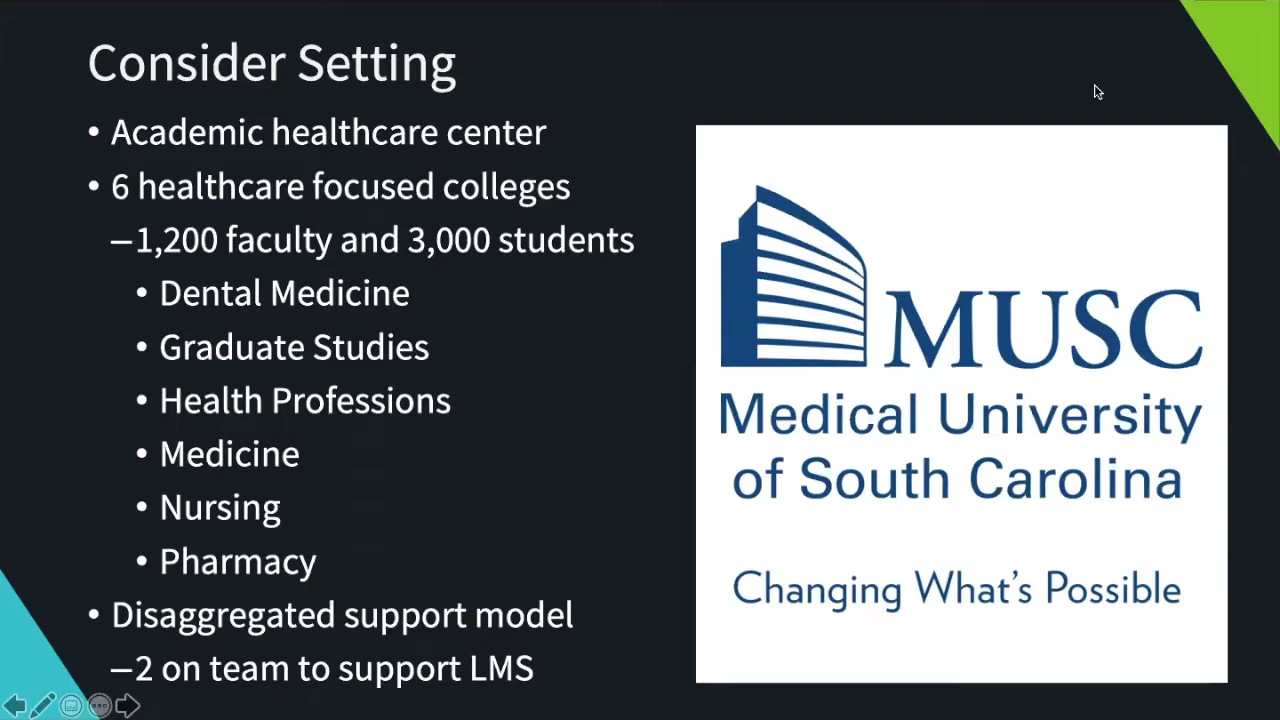 Consider Setting
• Academic healthcare center
• 6 healthcare focused colleges
–1,200 faculty and 3,000 students
• Dental Medicine
• Graduate Studies
• Health Professions
• Medicine
• Nursing
• Pharmacy
• Disaggregated support model
–2 on team to support LMS
MUSC
Medical University
of South Carolina
Changing What's Possible